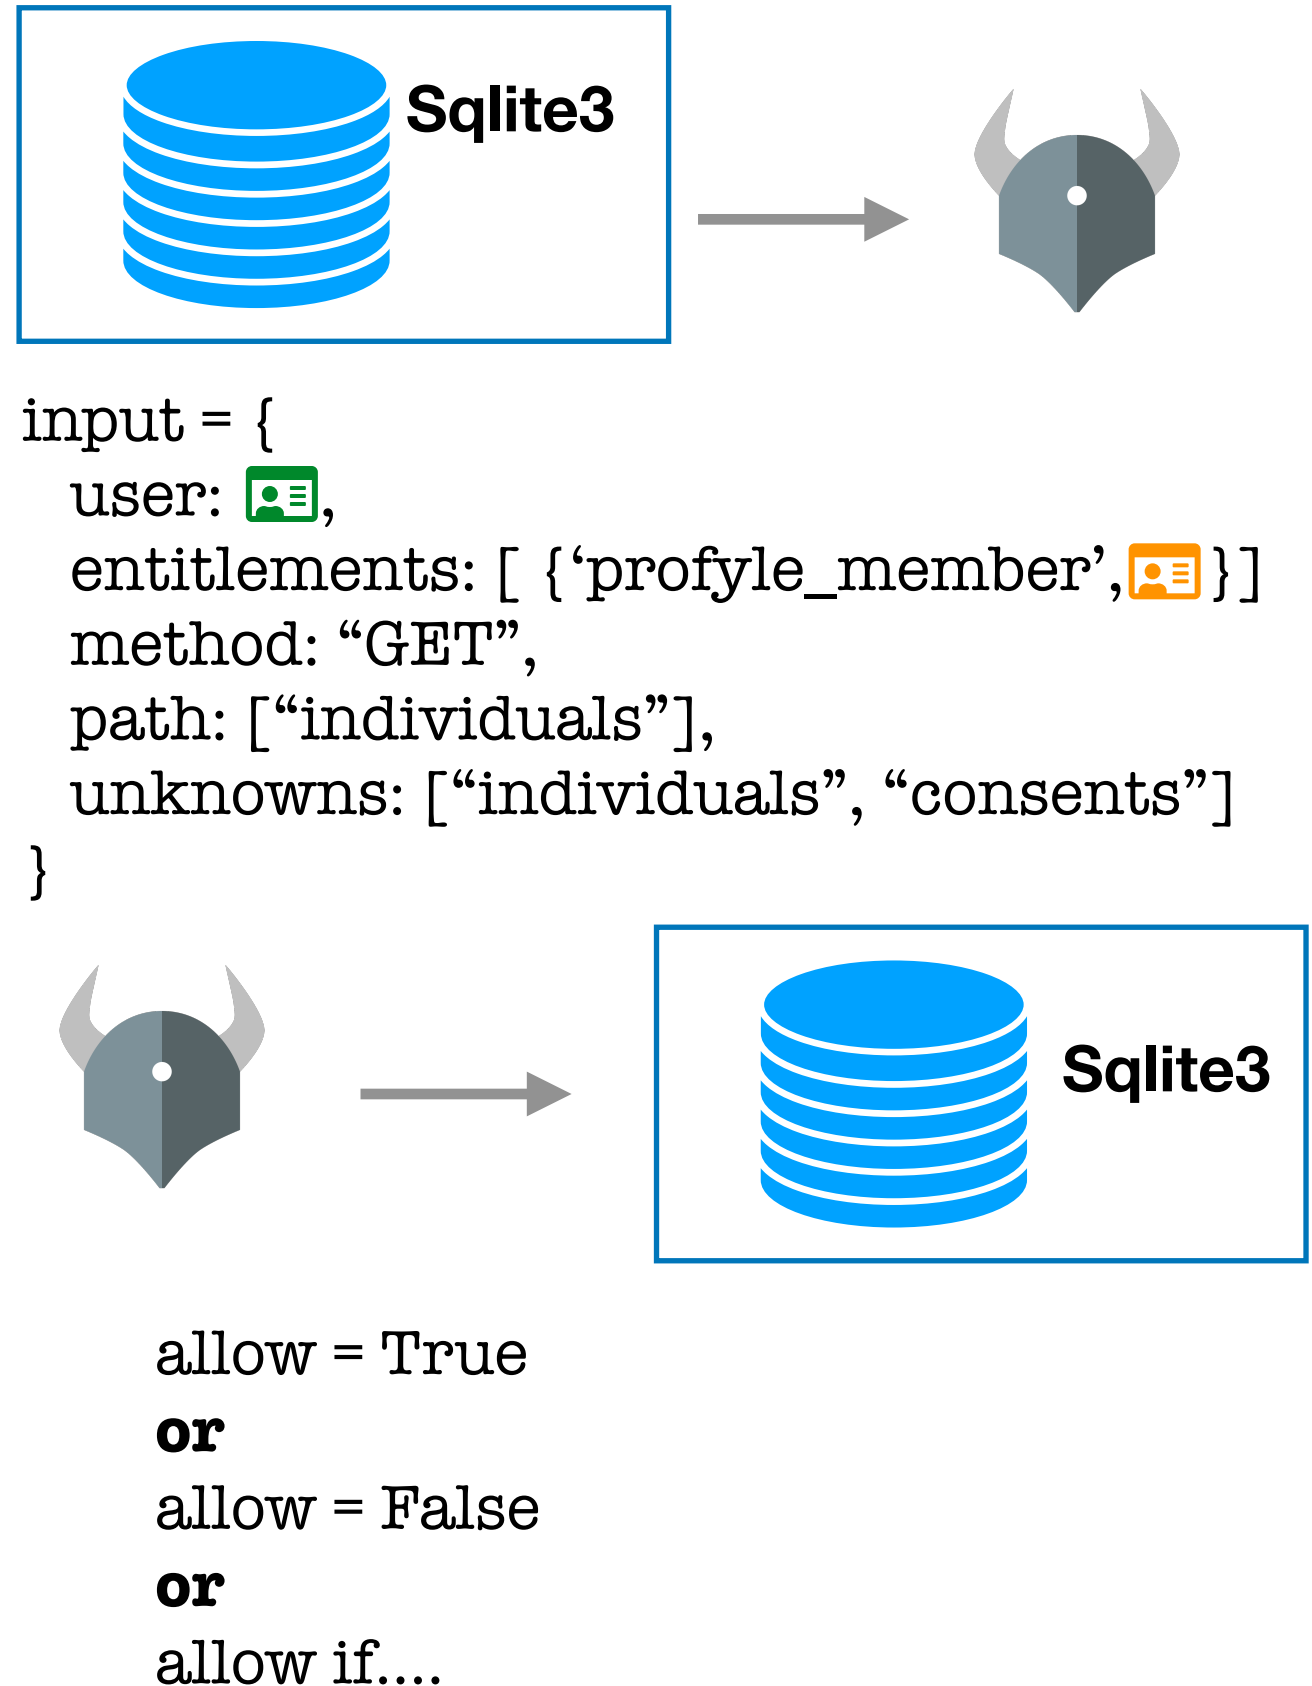 Sqlite3
input = {
user: ,
entitlements: [ {‘profyle_member’, }]
method: “GET”,
path: [“individuals”],
unknowns: [“individuals”, “consents”]
}
Sqlite3
allow = True
or
allow = False
or
allow if....